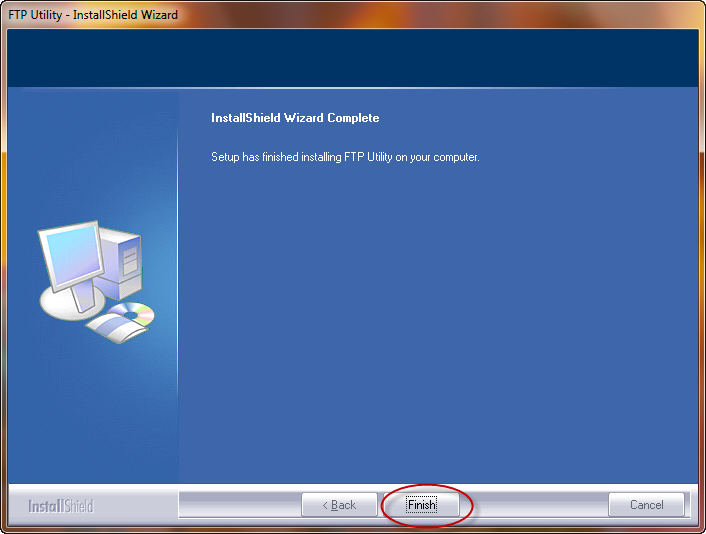 FTP Utility - InstallShield Wizard
InstallShield Wizard Complete
Setup has finished installing FTP Utility on your computer.
InstallShield
< Back
Finish
Cancel